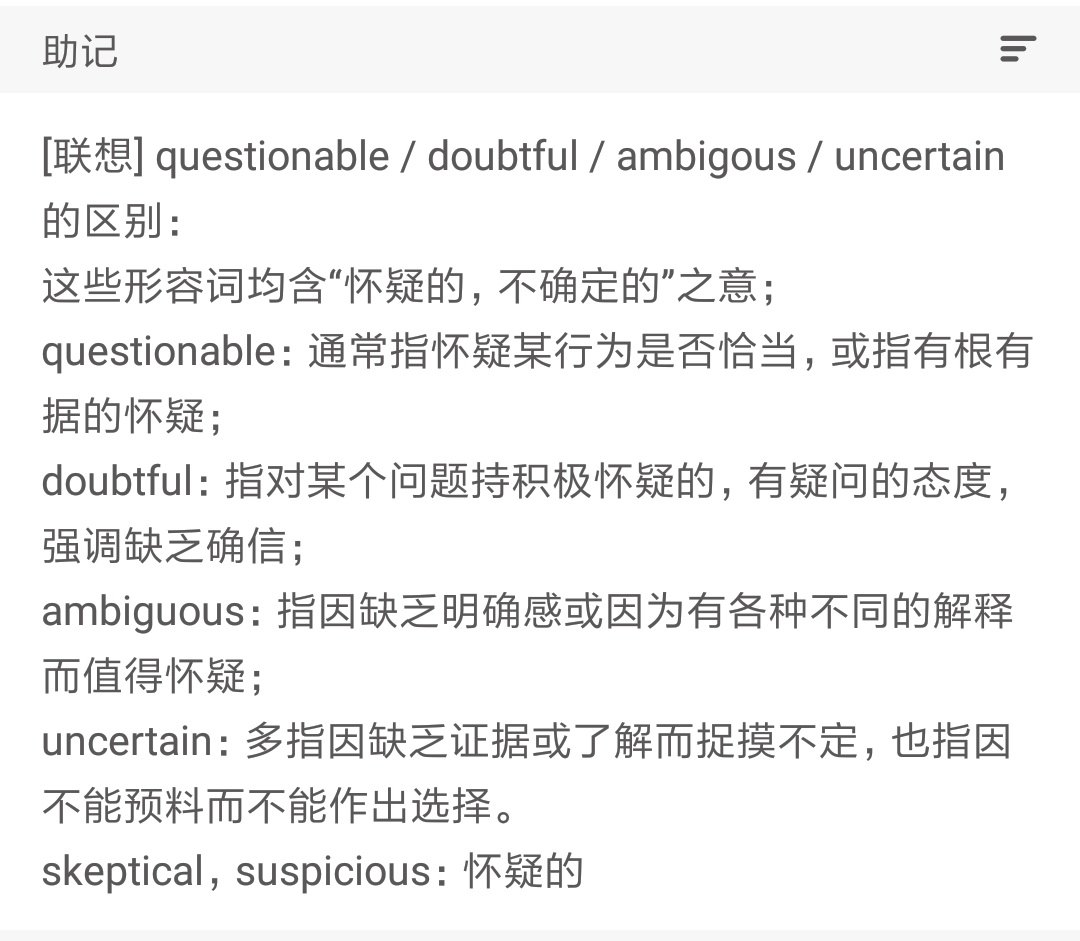 助记
[联想] questionable / doubtful / ambigous / uncertain
的区别：
这些形容词均含“怀疑的，不确定的”之意；
questionable：通常指怀疑某行为是否恰当，或指有根有
据的怀疑；
doubtful：指对某个问题持积极怀疑的，有疑问的态度，
强调缺乏确信；
ambiguous：指因缺乏明确感或因为有各种不同的解释
而值得怀疑；
uncertain：多指因缺乏证据或了解而捉摸不定，也指因
不能预料而不能作出选择。
skeptical，suspicious：怀疑的